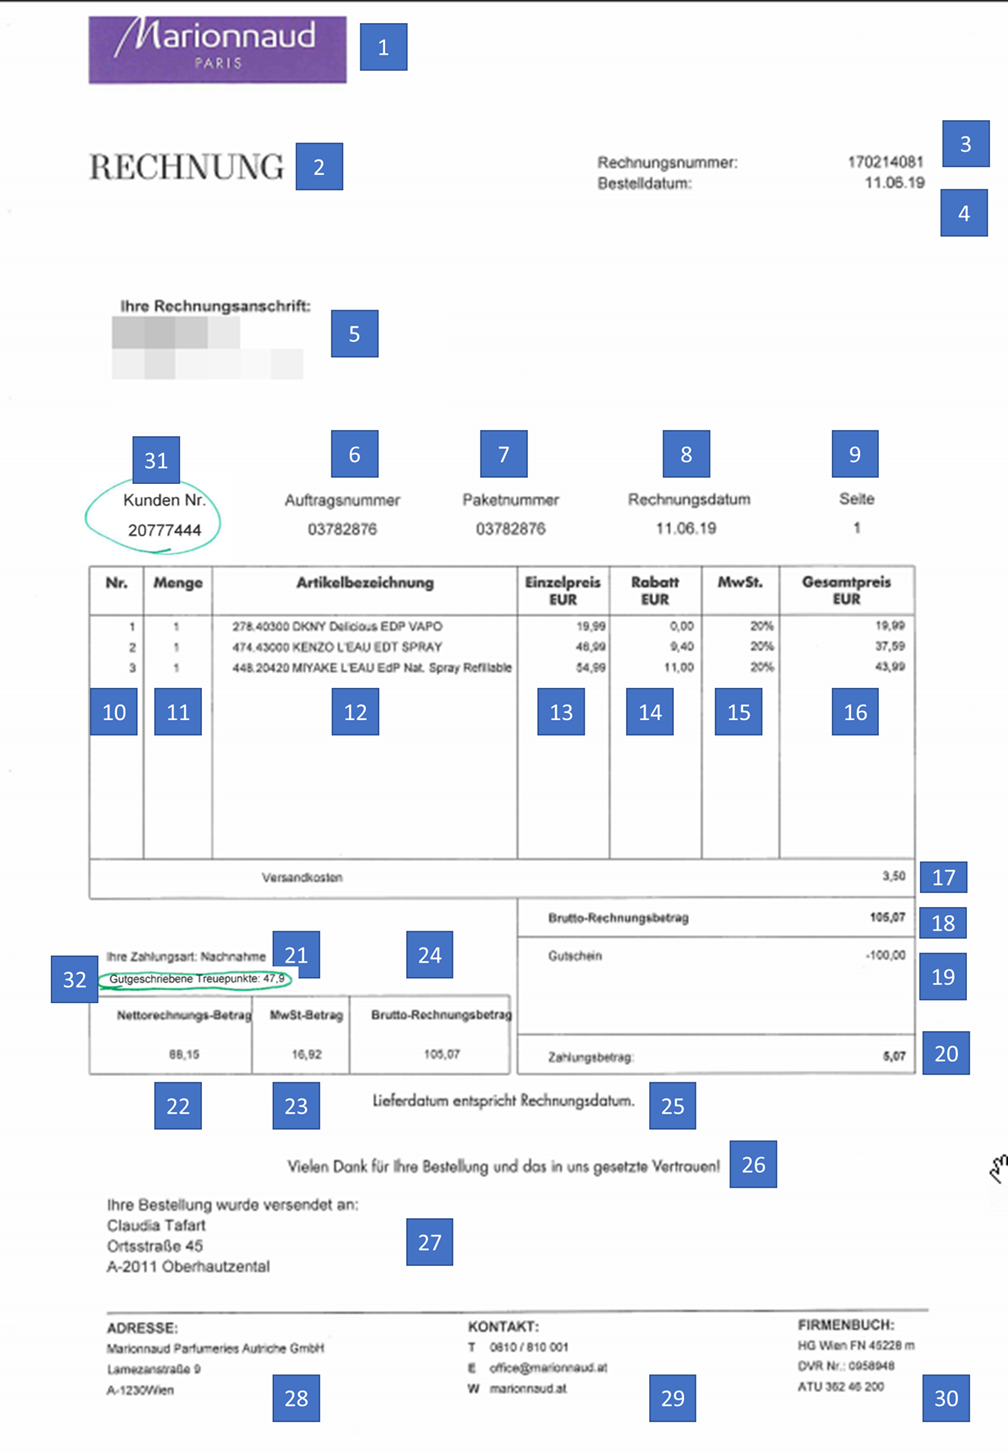 Marionnaud
PARIS
1
RECHNUNG
2
3
Rechnungsnummer: 170214081
Bestelldatum: 11.06.19
4
Ihre Rechnungsanschrift:
5
31 6 7 8 9
Kunden Nr. Auftragsnummer Paketnummer Rechnungsdatum Seite
20777444 03782876 03782876 11.06.19 1
Nr. Menge Artikelbezeichnung Einzelpreis EUR Rabatt EUR MwSt. Gesamtpreis EUR
1 1 278.40300 DKNY Delicious EDP VAPO 19,99 0,00 20% 19,99
2 1 474.43000 KENZO L'EAU EDT SPRAY 46,99 9,40 20% 37,59
3 1 448.20420 MIYAKE L'EAU EdP Nat. Spray Refillable 54,99 11,00 20% 43,99
10 11 12 13 14 15 16
Versandkosten 3,50 17
Brutto-Rechnungsbetrag 105,07 18
Gutschein -100,00 19
Zahlungsbetrag: 5,07 20
Ihre Zahlungsart: Nachnahme 21 24
32 Gutgeschriebene Treuepunkte: 47,9
Nettorechnungs-Betrag MwSt-Betrag Brutto-Rechnungsbetrag
88,15 16,92 105,07
22 23
Lieferdatum entspricht Rechnungsdatum. 25
Vielen Dank für Ihre Bestellung und das in uns gesetzte Vertrauen! 26
Ihre Bestellung wurde versendet an:
Claudia Tafart
Ortsstraße 45
A-2011 Oberhautzental
27
ADRESSE:
Marionnaud Parfumeries Autriche GmbH
Lamezanstraße 9
A-1230Wien
28
KONTAKT:
T 0810 / 810 001
E office@marionnaud.at
W marionnaud.at
29
FIRMENBUCH:
HG Wien FN 45228 m
DVR Nr.: 0958948
ATU 362 46 200
30